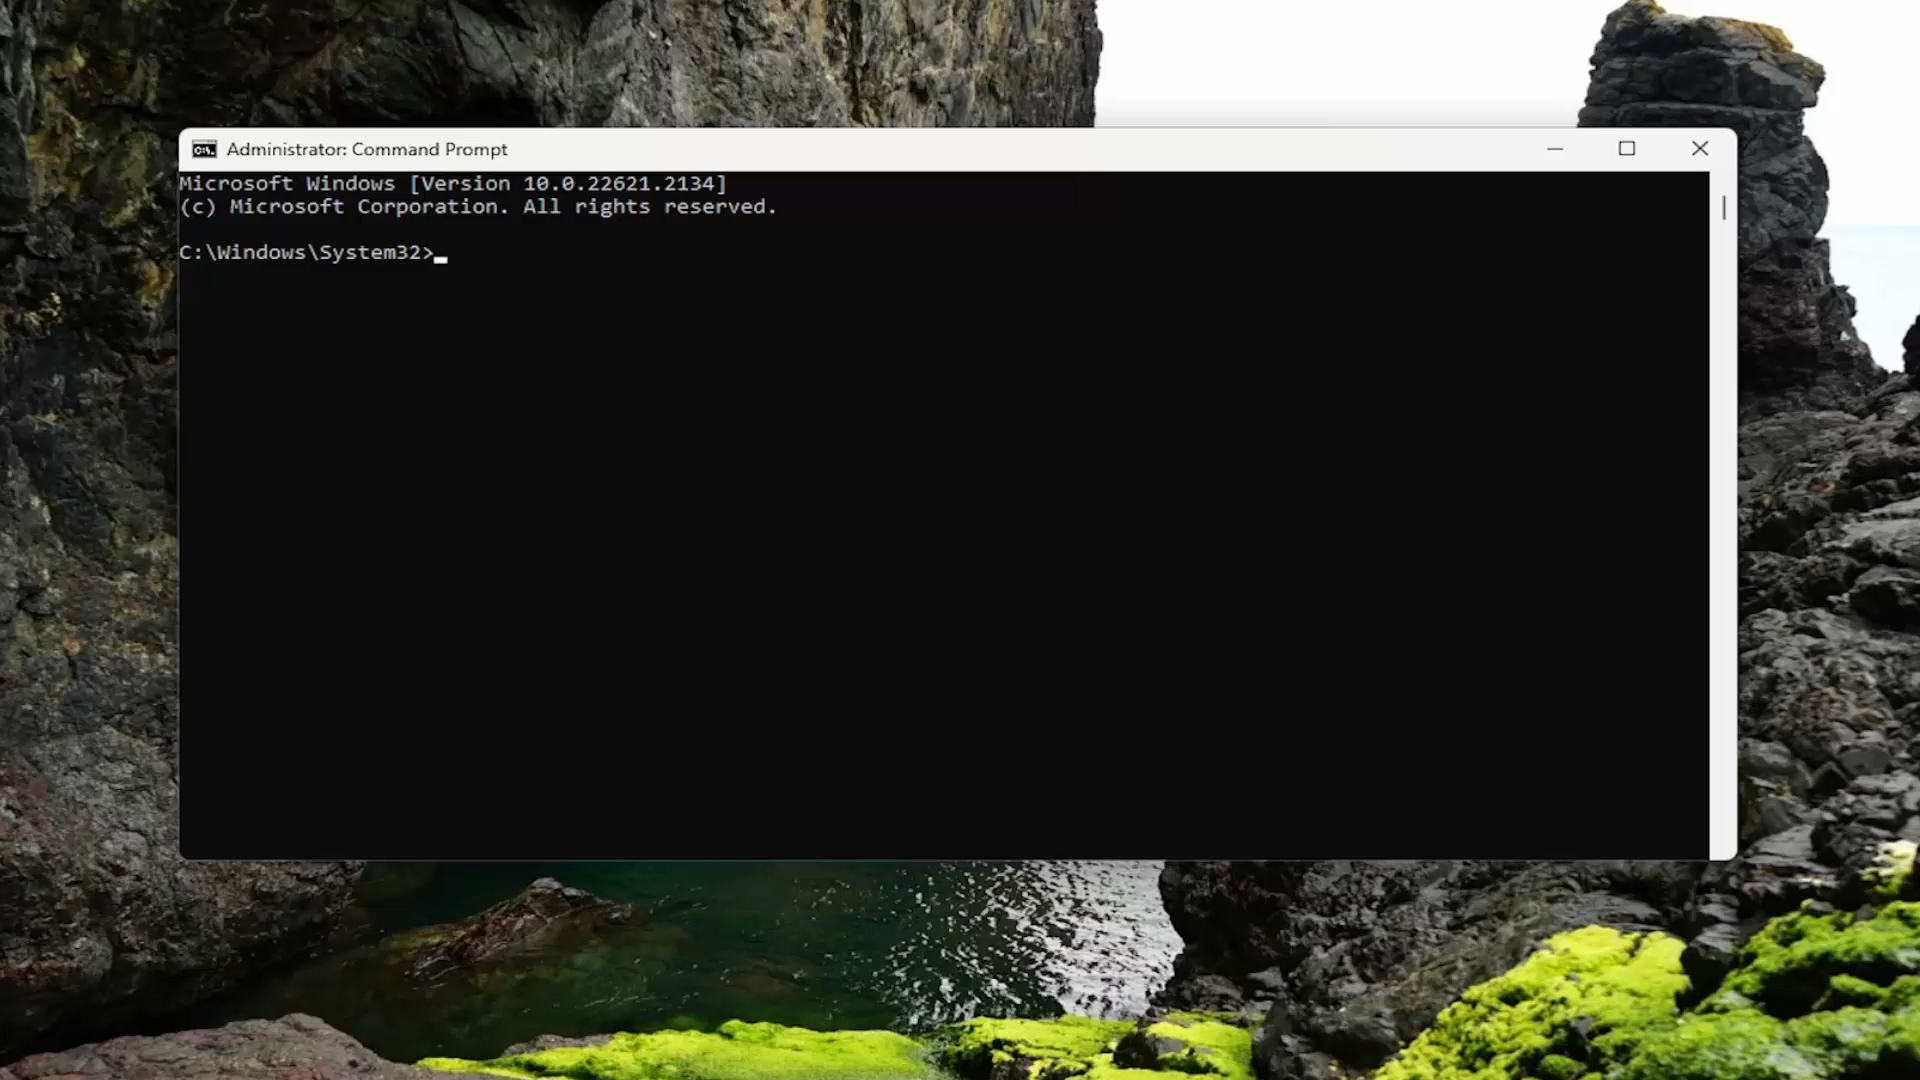 Administrator: Command Prompt
Microsoft Windows [Version 10.0.22621.2134]
(c) Microsoft Corporation. All rights reserved.
C:\Windows\System32>